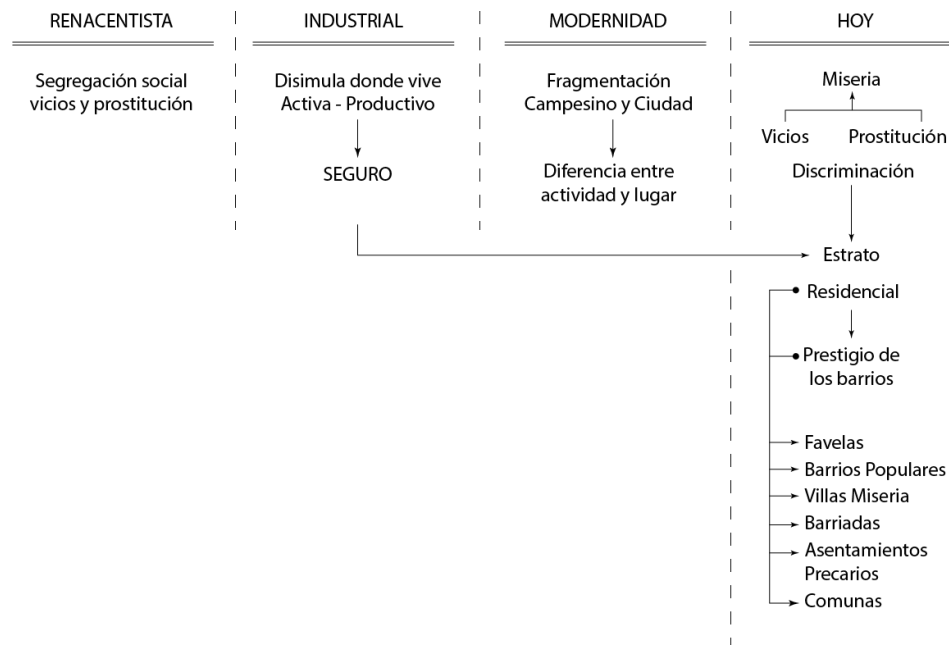 RENACENTISTA
Segregación social
vicios y prostitución
INDUSTRIAL
Disimula donde vive
Activa - Productivo
SEGURO
MODERNIDAD
Fragmentación
Campesino y Ciudad
Diferencia entre
actividad y lugar
HOY
Miseria
Vicios
Prostitución
Discriminación
Estrato
Residencial
Prestigio de
los barrios
Favelas
Barrios Populares
Villas Miseria
Barriadas
Asentamientos
Precarios
Comunas